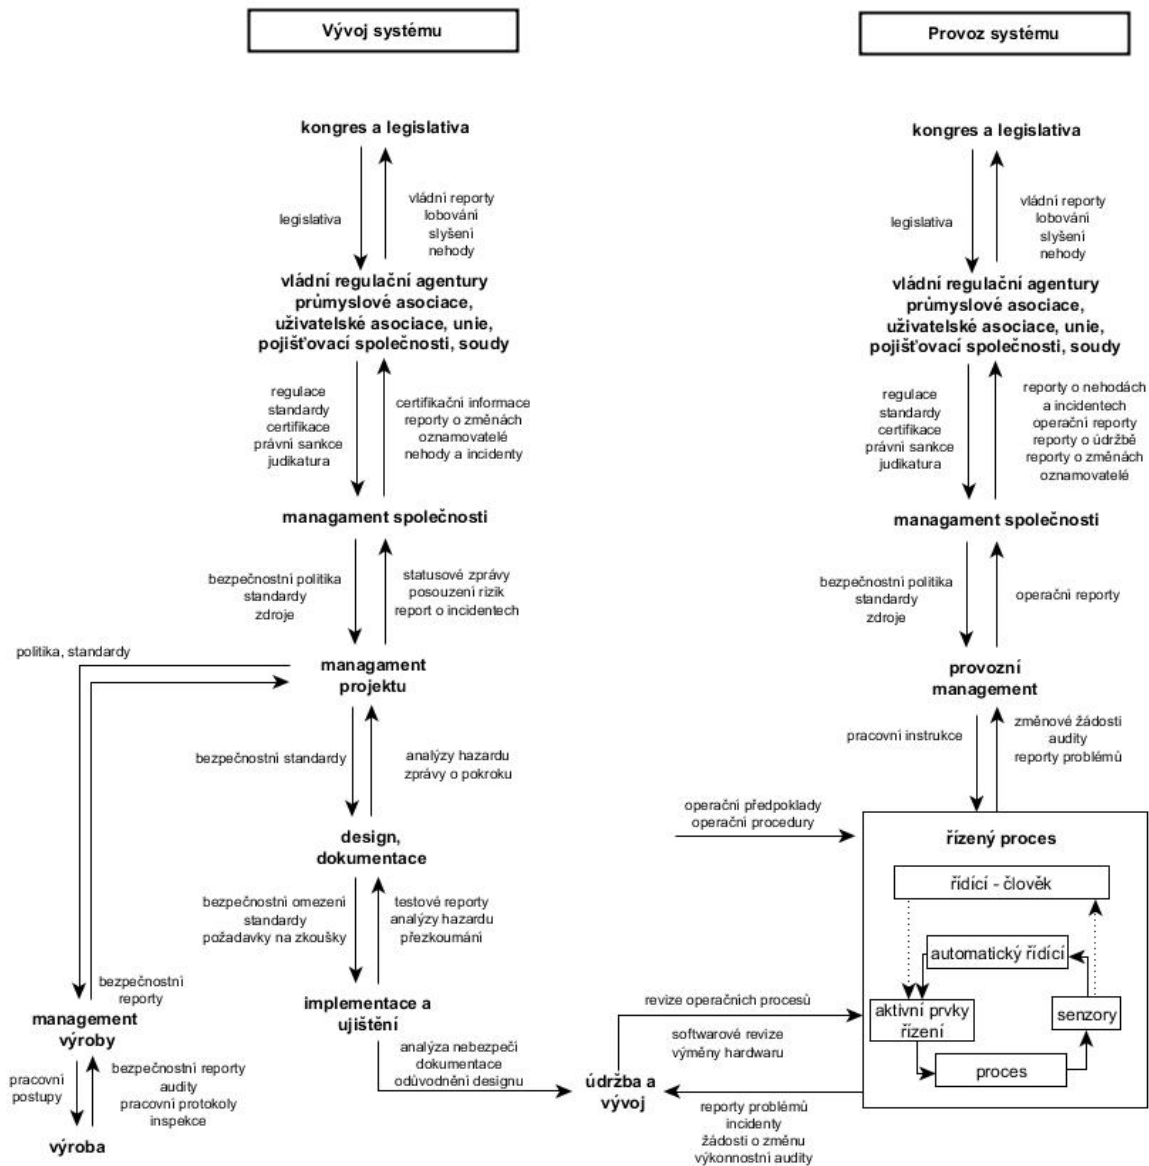 Vývoj systému
kongres a legislativa
legislativa
vládní reporty
lobování
slyšení
nehody
vládní regulační agentury
průmyslové asociace,
uživatelské asociace, unie,
pojišťovací společnosti, soudy
regulace
standardy
certifikace
právní sankce
judikatura
certifikační informace
reporty o změnách
oznamovatelé
nehody a incidenty
managament společnosti
bezpečnostní politika
standardy
zdroje
statusové zprávy
posouzení rizik
report o incidentech
politika, standardy
managament
projektu
bezpečnostní standardy
analýzy hazardu
zprávy o pokroku
design,
dokumentace
bezpečnostní omezení
standardy
požadavky na zkoušky
testové reporty
analýzy hazardu
přezkoumání
bezpečnostní
reporty
management
výroby
implementace a
ujištění
pracovní
postupy
bezpečnostní reporty
audity
pracovní protokoly
inspekce
výroba
analýza nebezpečí
dokumentace
odůvodnění designu
údržba a
vývoj
revize operačních procesů
softwarové revize
výměny hardwaru
reporty problémů
incidenty
žádosti o změnu
výkonnostní audity
Provoz systému
kongres a legislativa
legislativa
vládní reporty
lobování
slyšení
nehody
vládní regulační agentury
průmyslové asociace,
uživatelské asociace, unie,
pojišťovací společnosti, soudy
regulace
standardy
certifikace
právní sankce
judikatura
reporty o nehodách
a incidentech
operační reporty
reporty o údržbě
reporty o změnách
oznamovatelé
managament společnosti
bezpečnostní politika
standardy
zdroje
operační reporty
provozní
management
pracovní instrukce
změnové žádosti
audity
reporty problémů
operační předpoklady
operační procedury
řízený proces
řídící - člověk
automatický řídící
aktivní prvky
řízení
senzory
proces